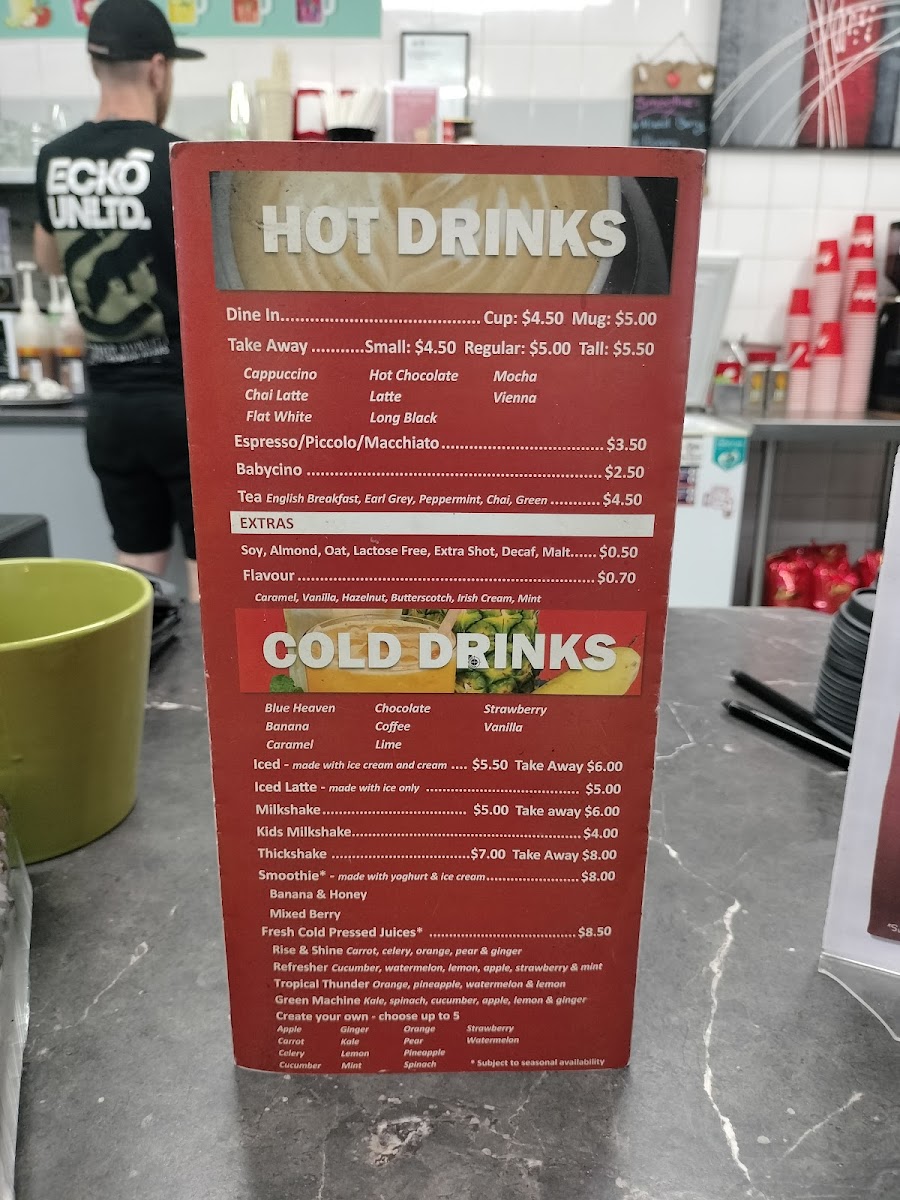 ECKŌ
UNLTD.
HOT DRINKS
Dine In........................................ Cup: $4.50 Mug: $5.00
Take Away ...........Small: $4.50 Regular: $5.00 Tall: $5.50
Cappuccino Hot Chocolate Mocha
Chai Latte Latte Vienna
Flat White Long Black
Espresso/Piccolo/Macchiato................................. $3.50
Babycino ............................................................ $2.50
Tea English Breakfast, Earl Grey, Peppermint, Chai, Green ........... $4.50
EXTRAS
Soy, Almond, Oat, Lactose Free, Extra Shot, Decaf, Malt...... $0.50
Flavour ................................................................. $0.70
Caramel, Vanilla, Hazelnut, Butterscotch, Irish Cream, Mint
COLD DRINKS
Blue Heaven Chocolate Strawberry
Banana Coffee Vanilla
Caramel Lime
Iced - made with ice cream and cream .... $5.50 Take Away $6.00
Iced Latte - made with ice only ..................................... $5.00
Milkshake................................... $5.00 Take away $6.00
Kids Milkshake......................................................... $4.00
Thickshake .................................$7.00 Take Away $8.00
Smoothie* - made with yoghurt & ice cream....................... $8.00
Banana & Honey
Mixed Berry
Fresh Cold Pressed Juices* ..................................... $8.50
Rise & Shine Carrot, celery, orange, pear & ginger
Refresher Cucumber, watermelon, lemon, apple, strawberry & mint
Tropical Thunder Orange, pineapple, watermelon & lemon
Green Machine Kale, spinach, cucumber, apple, lemon & ginger
Create your own - choose up to 5
Apple Ginger Orange Strawberry
Carrot Kale Pear Watermelon
Celery Lemon Pineapple
Cucumber Mint Spinach * Subject to seasonal availability